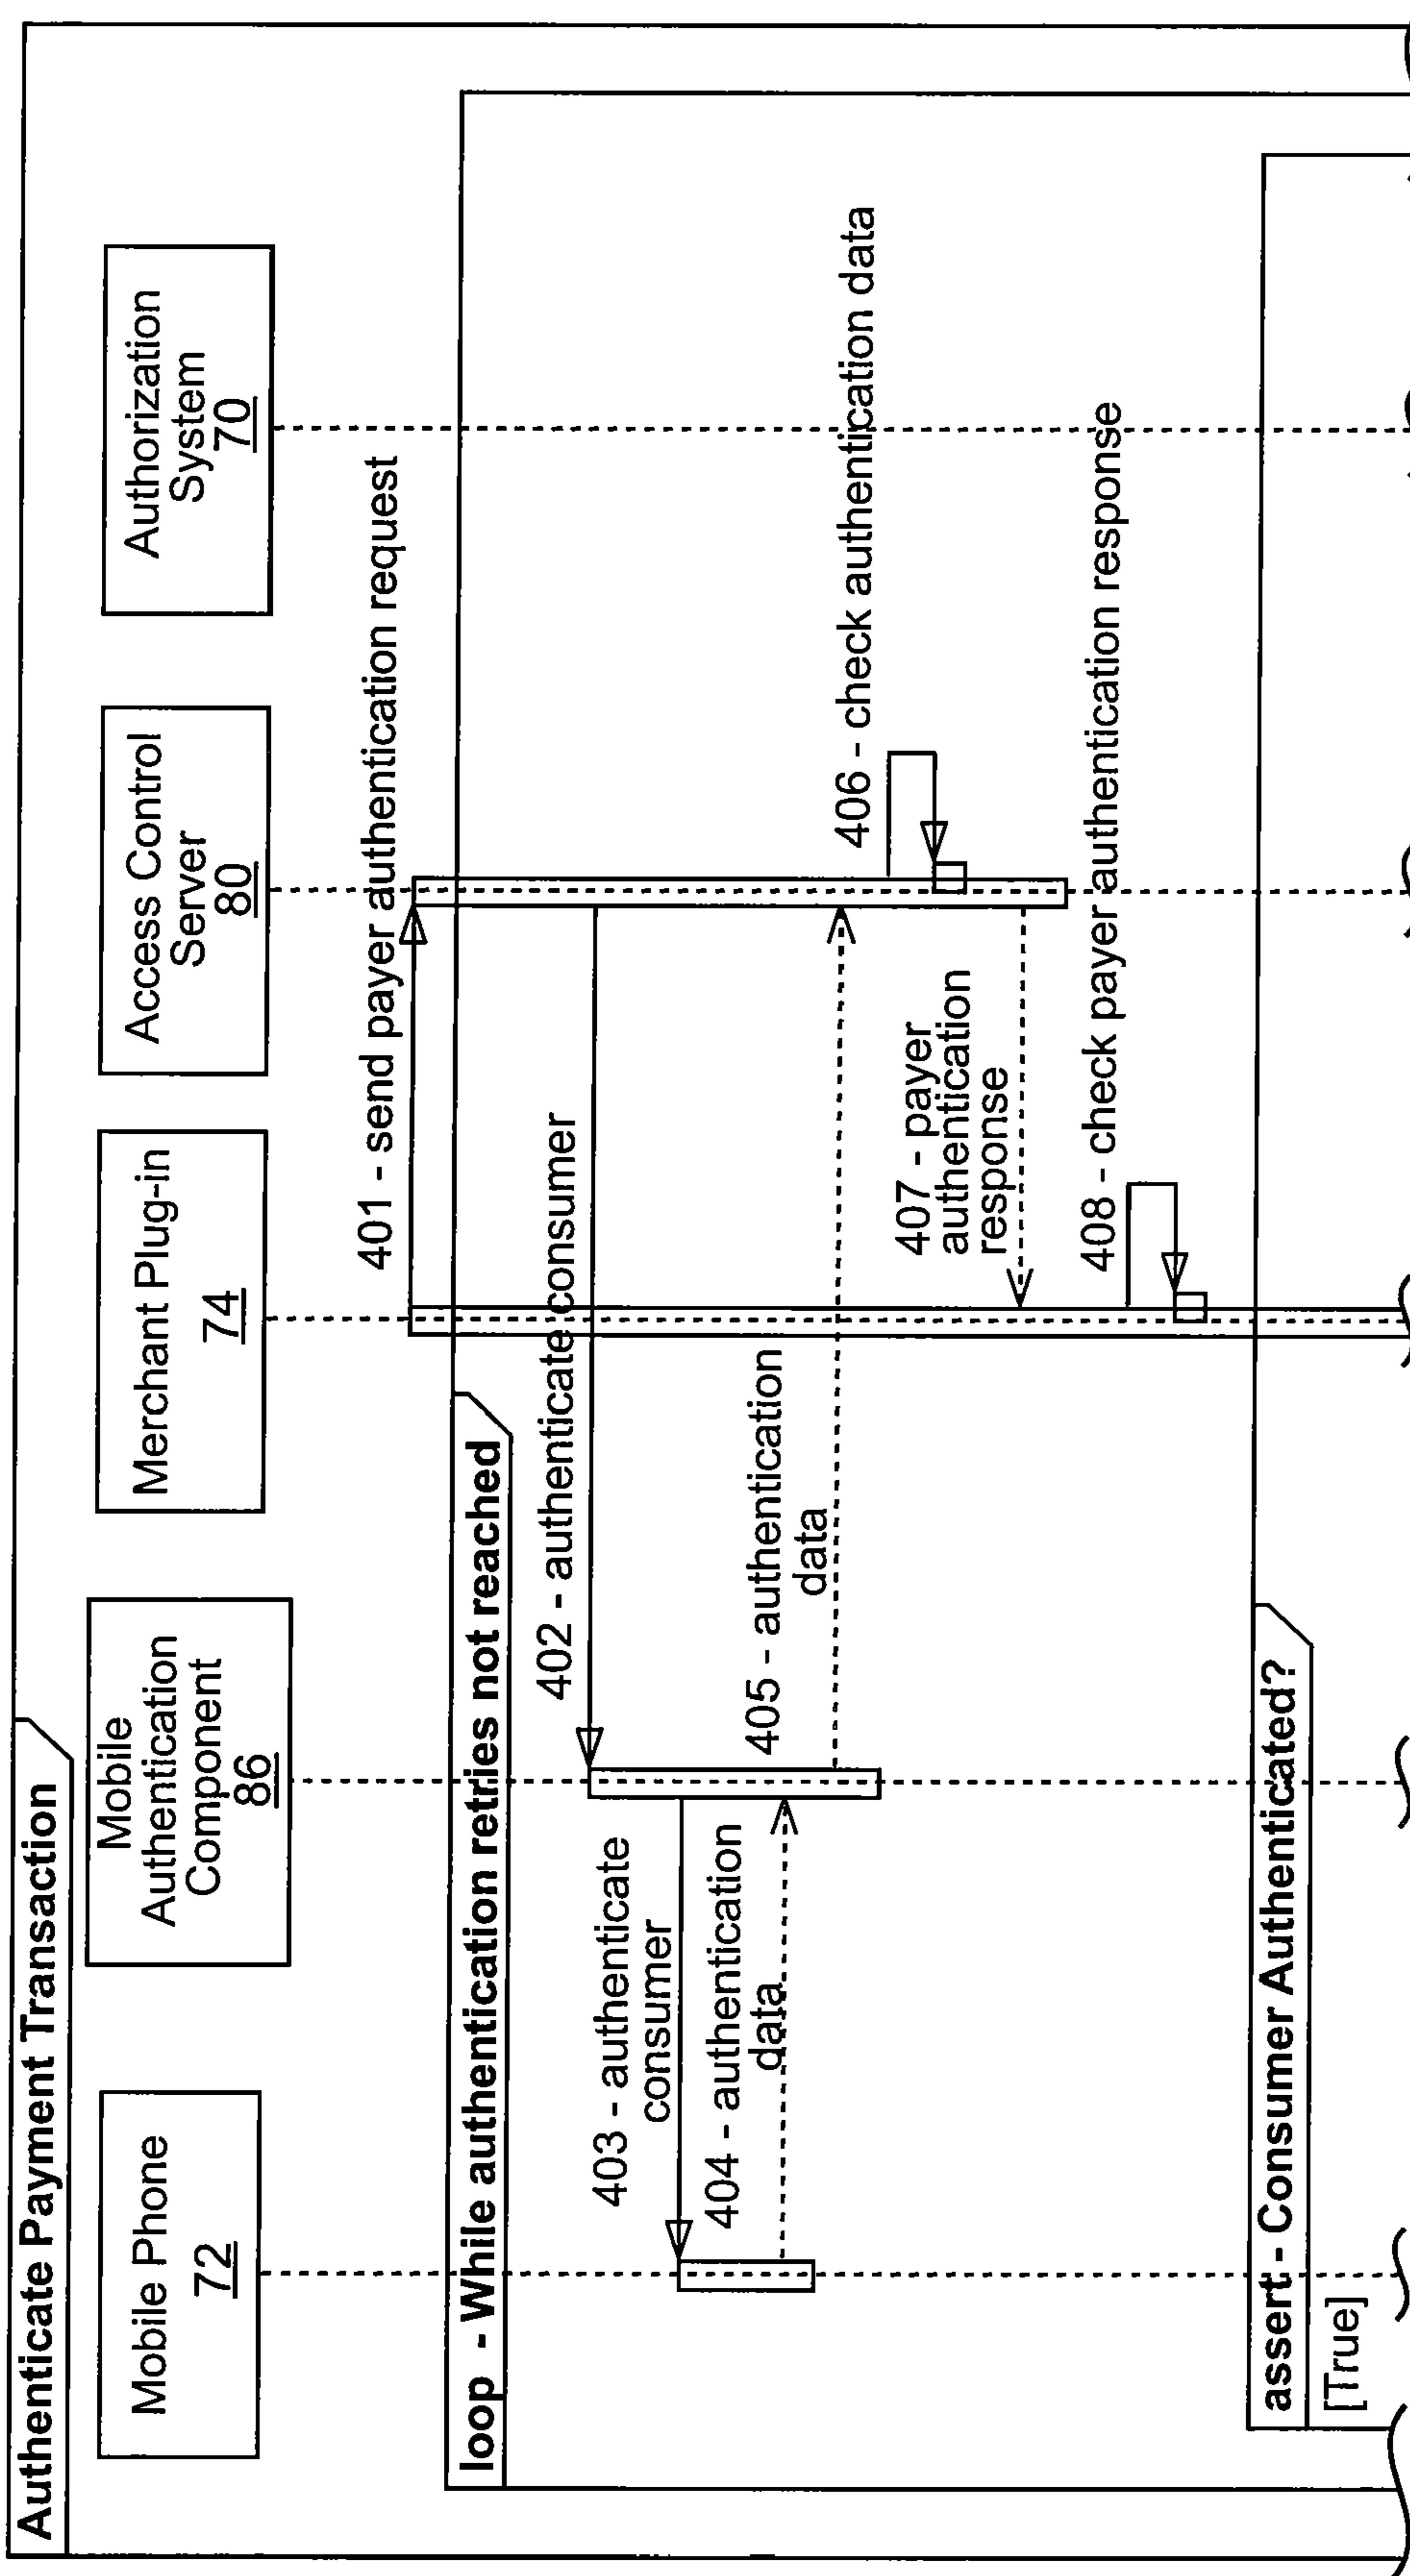 Authenticate Payment Transaction
Mobile Phone
72
Mobile
Authentication
Component
86
Merchant Plug-in
74
Access Control
Server
80
Authorization
System
70
401 - send payer authentication request
loop - While authentication retries not reached
402 - authenticate consumer
403 - authenticate
consumer
404 - authentication
data
405 - authentication
data
406 - check authentication data
407 - payer
authentication
response
408 - check payer authentication response
assert - Consumer Authenticated?
[True]